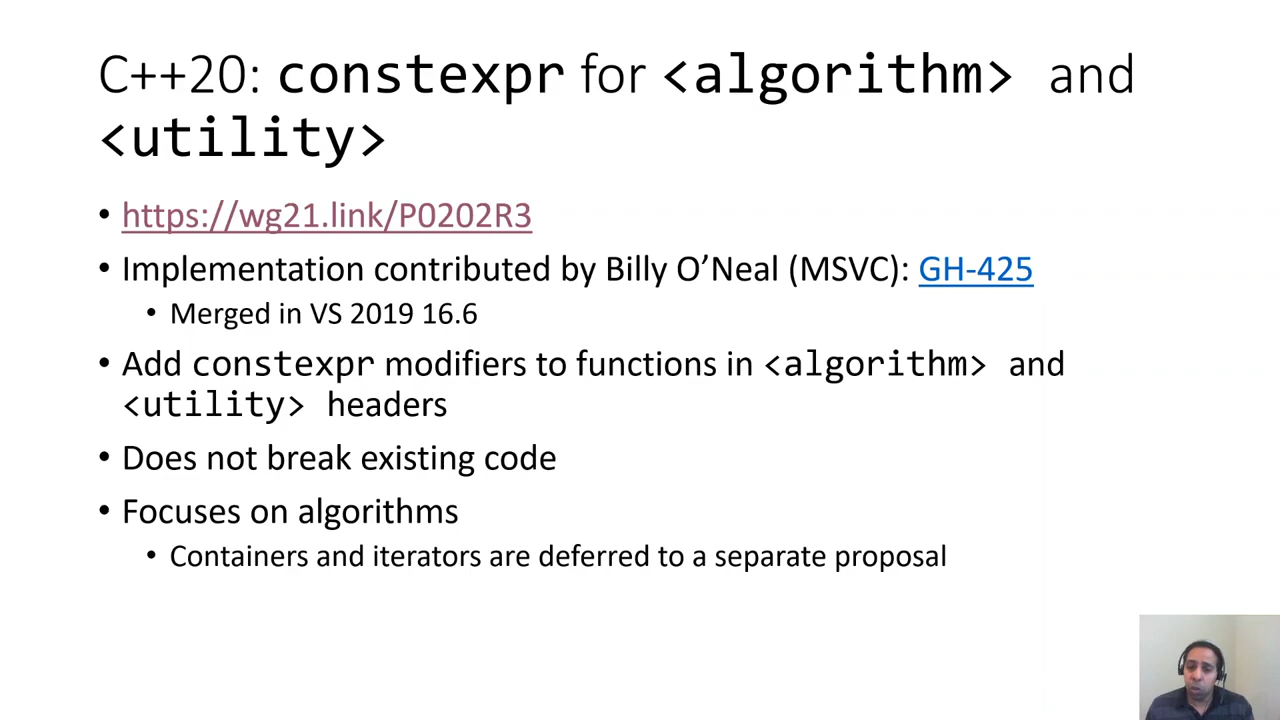 C++20: constexpr for <algorithm> and
<utility>
• https://wg21.link/P0202R3
• Implementation contributed by Billy O’Neal (MSVC): GH-425
• Merged in VS 2019 16.6
• Add constexpr modifiers to functions in <algorithm> and
<utility> headers
• Does not break existing code
• Focuses on algorithms
• Containers and iterators are deferred to a separate proposal